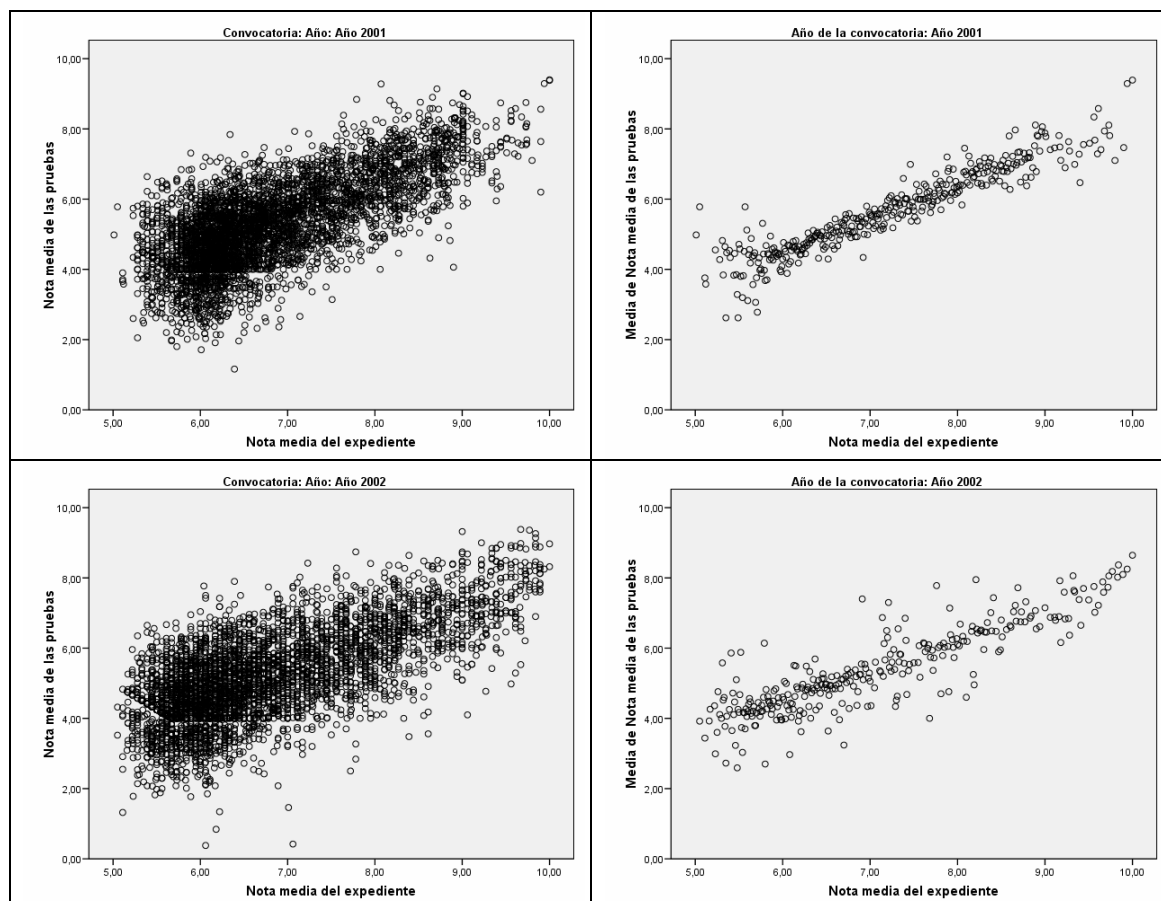 Convocatoria: Año: Año 2001
10,00
8,00
6,00
4,00
2,00
0,00
Nota media de las pruebas
5,00 6,00 7,00 8,00 9,00 10,00
Nota media del expediente
Año de la convocatoria: Año 2001
10,00
8,00
6,00
4,00
2,00
0,00
Media de Nota media de las pruebas
5,00 6,00 7,00 8,00 9,00 10,00
Nota media del expediente
Convocatoria: Año: Año 2002
10,00
8,00
6,00
4,00
2,00
0,00
Nota media de las pruebas
5,00 6,00 7,00 8,00 9,00 10,00
Nota media del expediente
Año de la convocatoria: Año 2002
10,00
8,00
6,00
4,00
2,00
0,00
Media de Nota media de las pruebas
5,00 6,00 7,00 8,00 9,00 10,00
Nota media del expediente